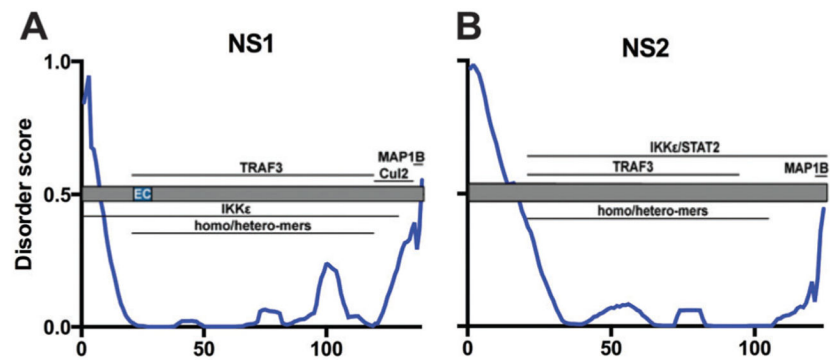 A
NS1
B
NS2
Disorder score
1.0
0.5
0.0
TRAF3
MAP1B
Cul2
EC
IKKε
homo/hetero-mers
0
50
100
IKKε/STAT2
TRAF3
MAP1B
homo/hetero-mers
0
50
100